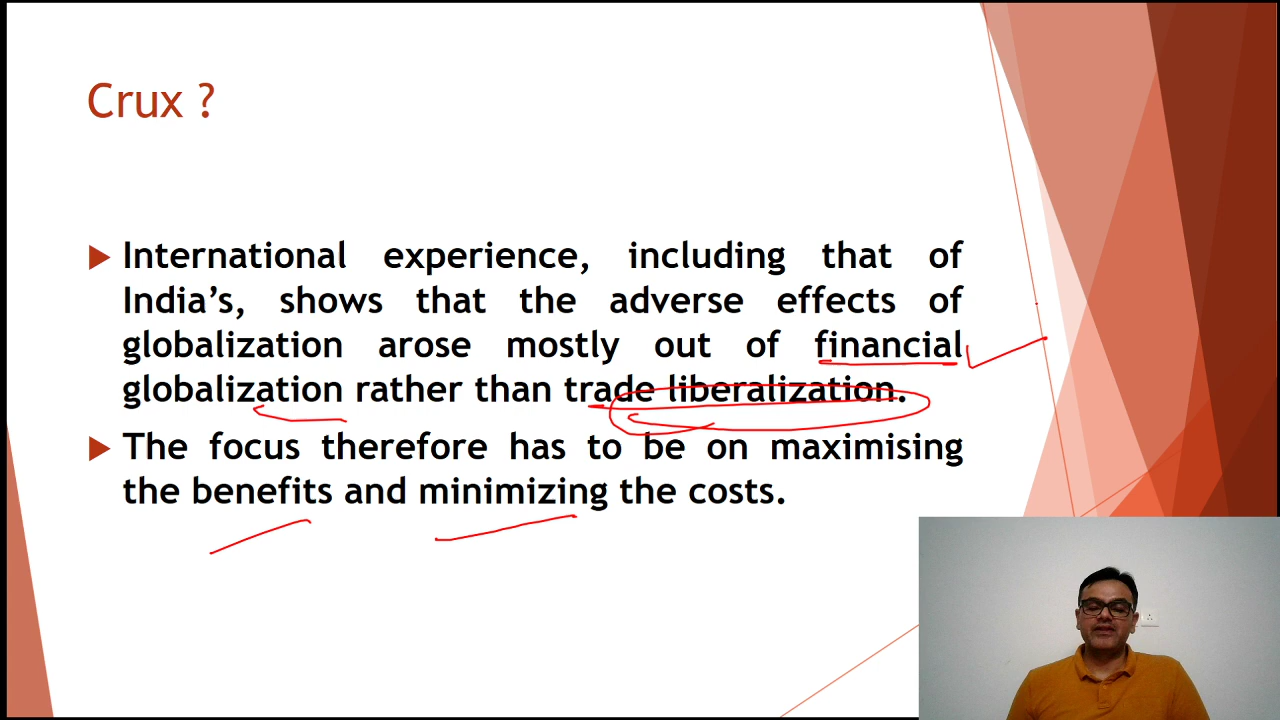 Crux ?
International experience, including that of
India’s, shows that the adverse effects of
globalization arose mostly out of financial
globalization rather than trade liberalization.
The focus therefore has to be on maximising
the benefits and minimizing the costs.